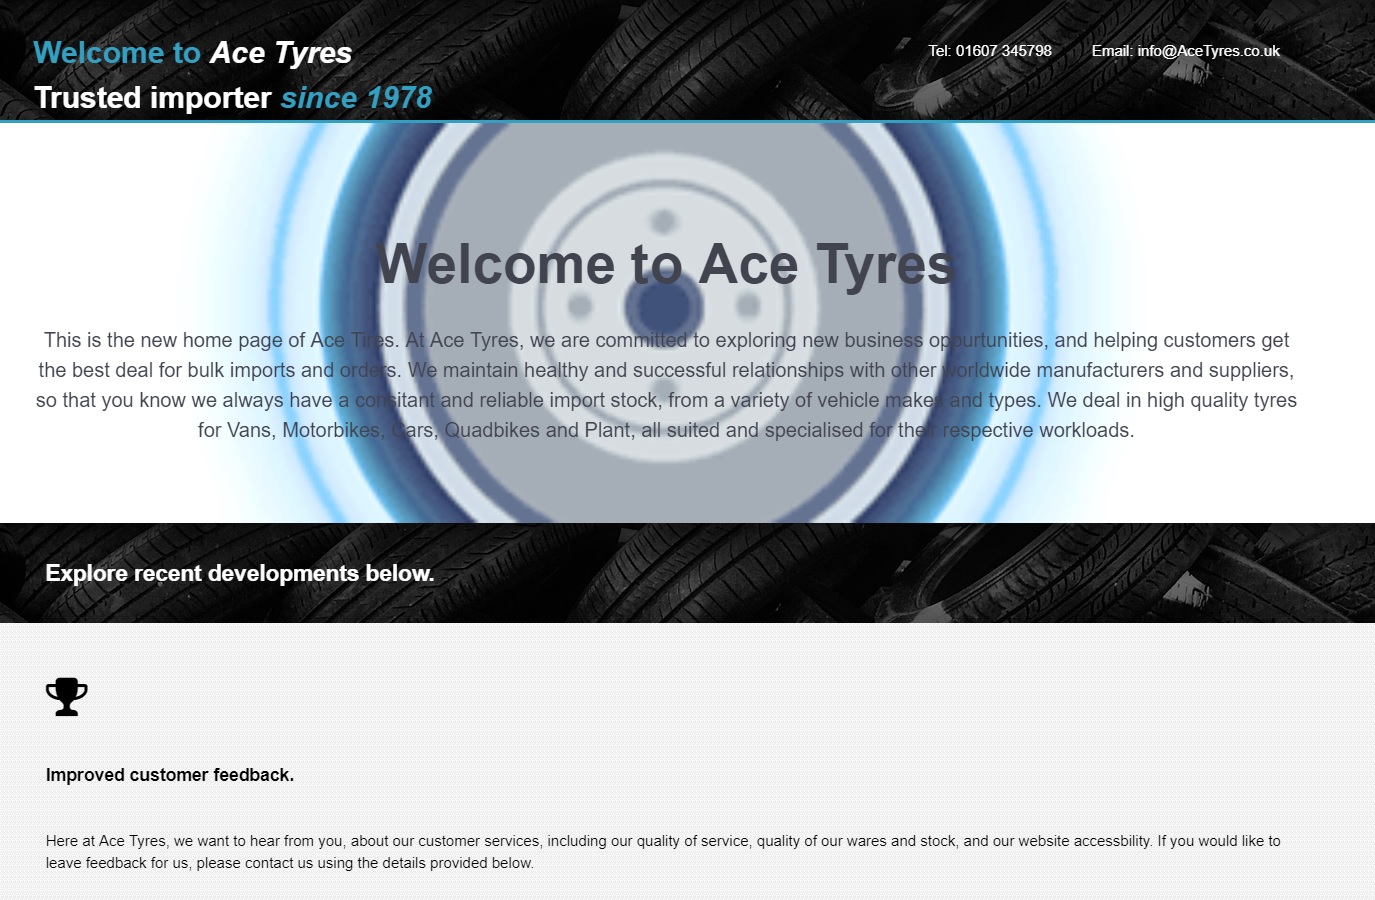 Welcome to Ace Tyres
Trusted importer since 1978
Tel: 01607 345798
Email: info@AceTyres.co.uk
Welcome to Ace Tyres
This is the new home page of Ace Tires. At Ace Tyres, we are committed to exploring new business oppurtunities, and helping customers get
the best deal for bulk imports and orders. We maintain healthy and successful relationships with other worldwide manufacturers and suppliers,
so that you know we always have a consitant and reliable import stock, from a variety of vehicle makes and types. We deal in high quality tyres
for Vans, Motorbikes, Cars, Quadbikes and Plant, all suited and specialised for their respective workloads.
Explore recent developments below.
Improved customer feedback.
Here at Ace Tyres, we want to hear from you, about our customer services, including our quality of service, quality of our wares and stock, and our website accessbility. If you would like to
leave feedback for us, please contact us using the details provided below.